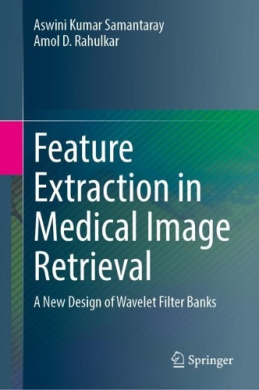 Aswini Kumar Samantaray
Amol D. Rahulkar
Feature
Extraction in
Medical Image
Retrieval
A New Design of Wavelet Filter Banks
Springer